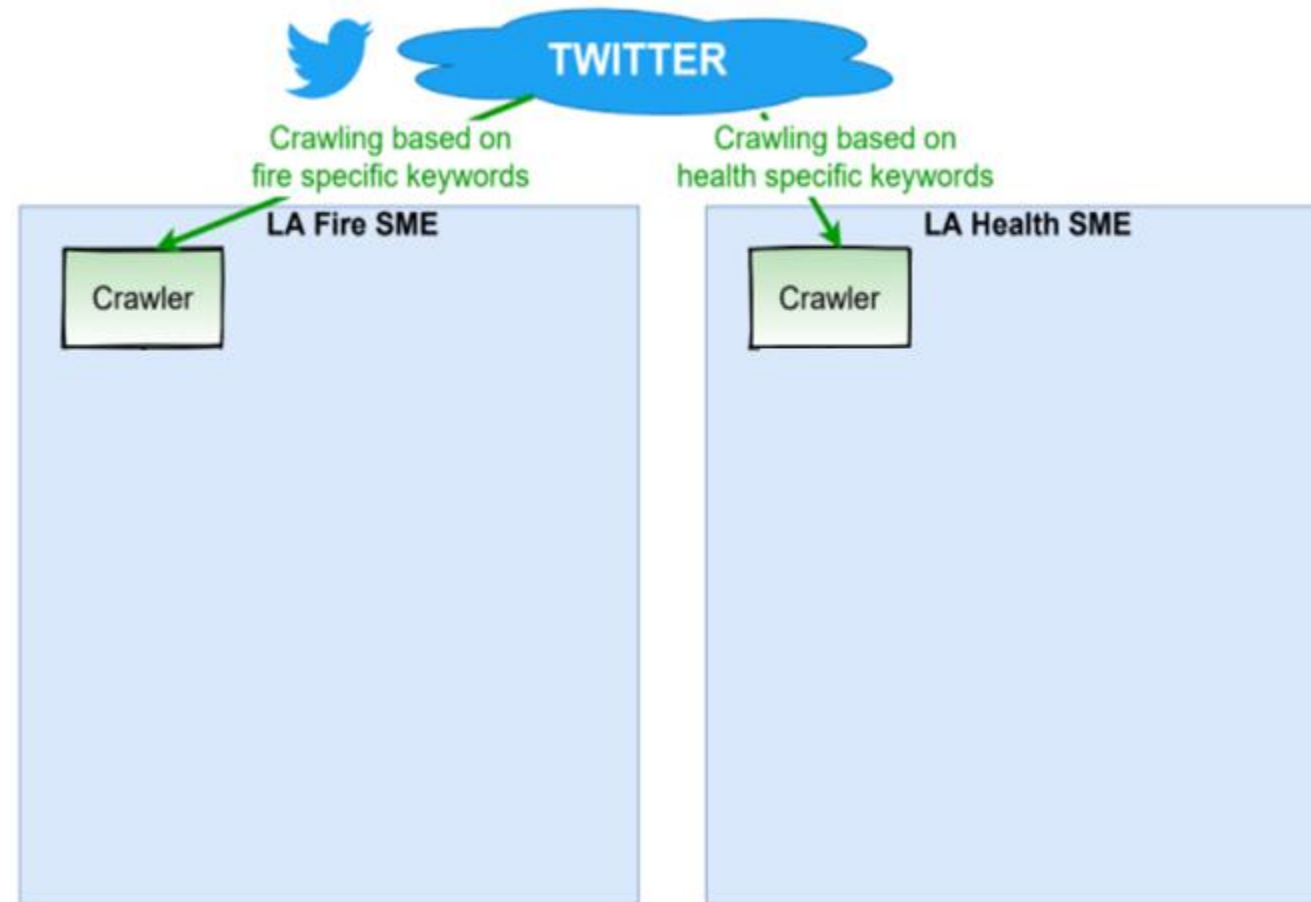 TWITTER
Crawling based on
fire specific keywords
Crawling based on
health specific keywords
LA Fire SME
Crawler
LA Health SME
Crawler